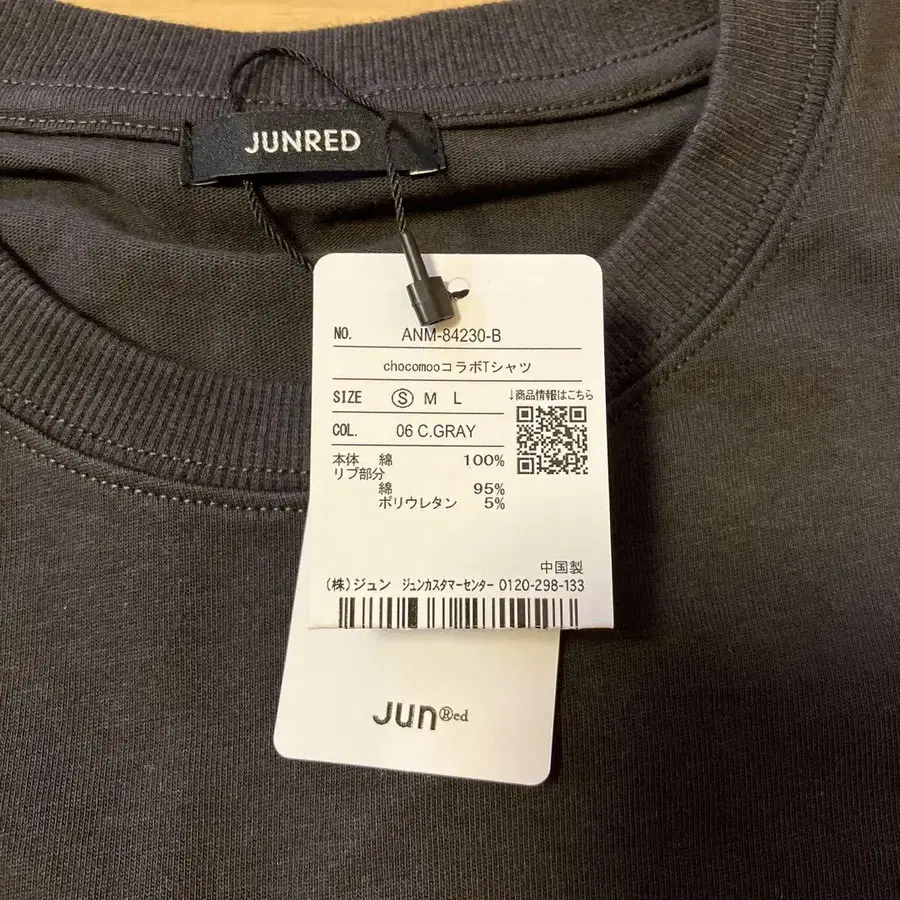 JUNRED
NO. ANM-84230-B
chocomooコラボTシャツ
SIZE Ⓢ M L
↓商品情報はこちら
COL. 06 C.GRAY
本体 綿 100%
リブ部分
綿 95%
ポリウレタン 5%
中国製
(株)ジュン ジュンカスタマーセンター 0120-298-133
Jun®ed